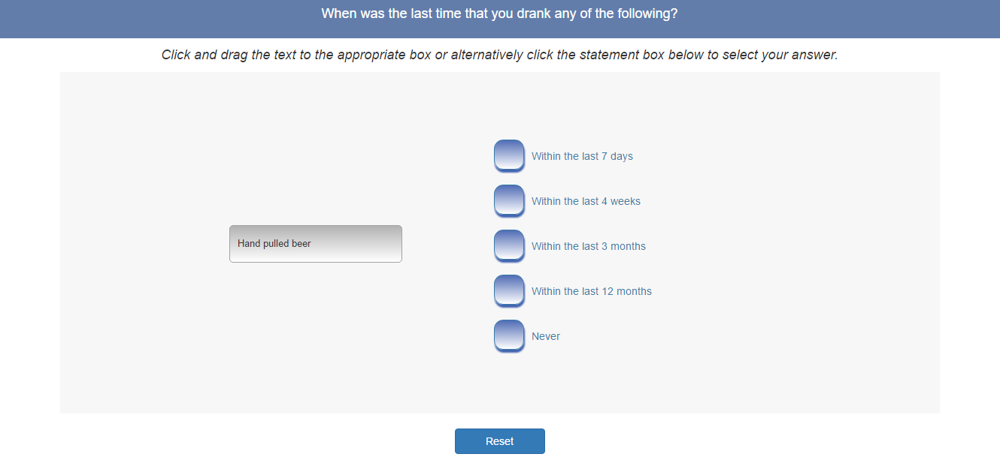 When was the last time that you drank any of the following?
Click and drag the text to the appropriate box or alternatively click the statement box below to select your answer.
Hand pulled beer
Within the last 7 days
Within the last 4 weeks
Within the last 3 months
Within the last 12 months
Never
Reset